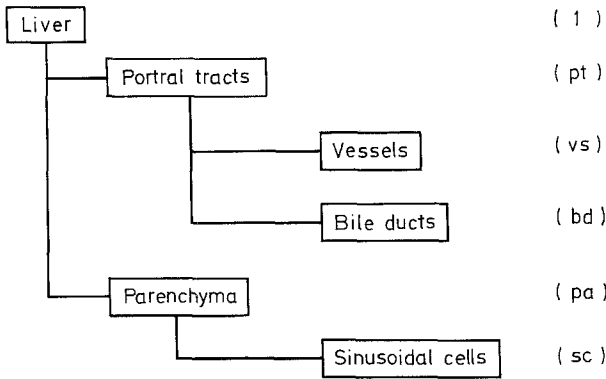 Liver ( 1 )
Portral tracts ( pt )
Vessels ( vs )
Bile ducts ( bd )
Parenchyma ( pa )
Sinusoidal cells ( sc )